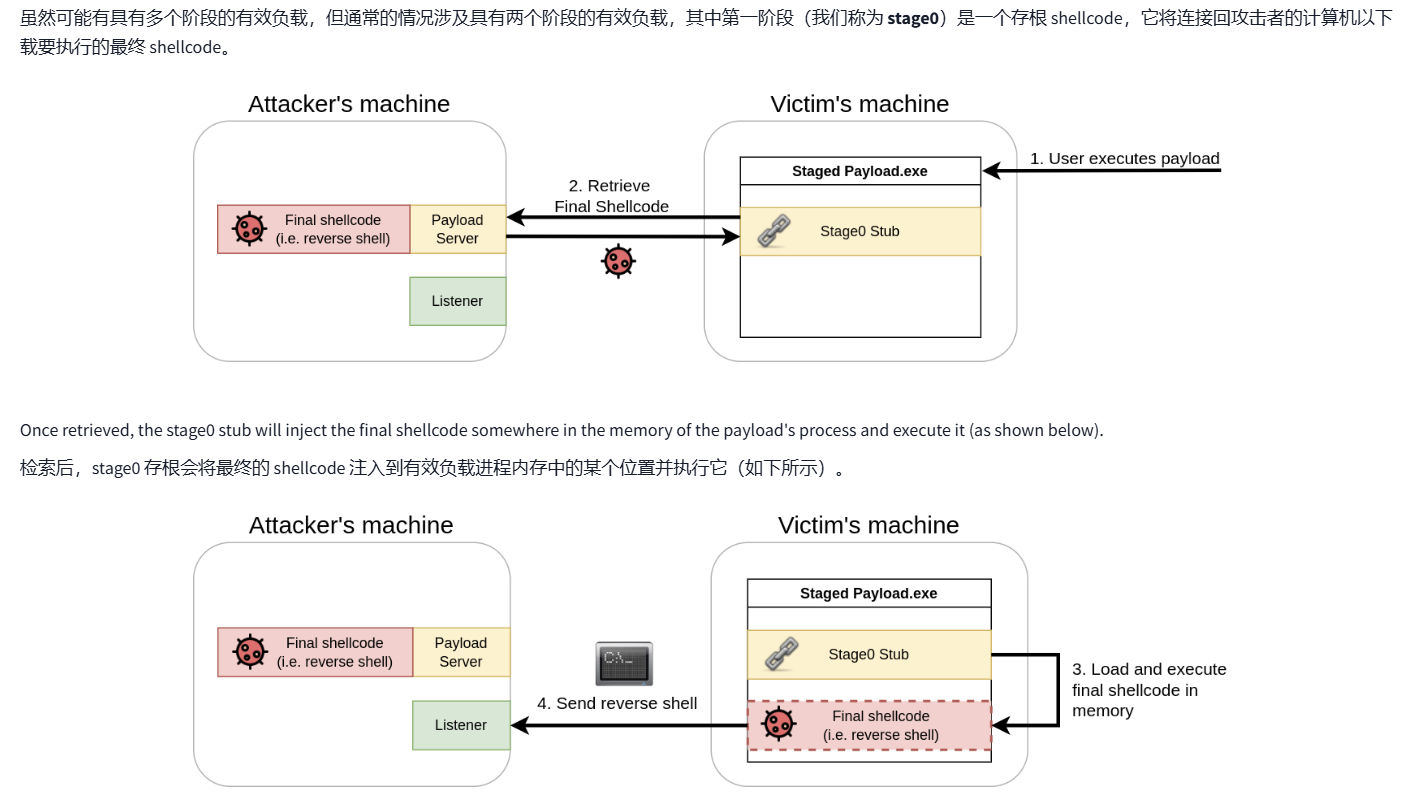 虽然可能有具有多个阶段的有效负载，但通常的情况涉及具有两个阶段的有效负载，其中第一阶段（我们称为 stage0）是一个存根 shellcode，它将连接回攻击者的计算机以下
载要执行的最终 shellcode。
Attacker's machine
Victim's machine
1. User executes payload
Staged Payload.exe
2. Retrieve
Final Shellcode
Final shellcode
(i.e. reverse shell)
Payload
Server
Stage0 Stub
Listener
Once retrieved, the stage0 stub will inject the final shellcode somewhere in the memory of the payload's process and execute it (as shown below).
检索后，stage0 存根会将最终的 shellcode 注入到有效负载进程内存中的某个位置并执行它（如下所示）。
Attacker's machine
Victim's machine
Staged Payload.exe
Final shellcode
(i.e. reverse shell)
Payload
Server
C:\_
Stage0 Stub
3. Load and execute
final shellcode in
memory
4. Send reverse shell
Listener
Final shellcode
(i.e. reverse shell)